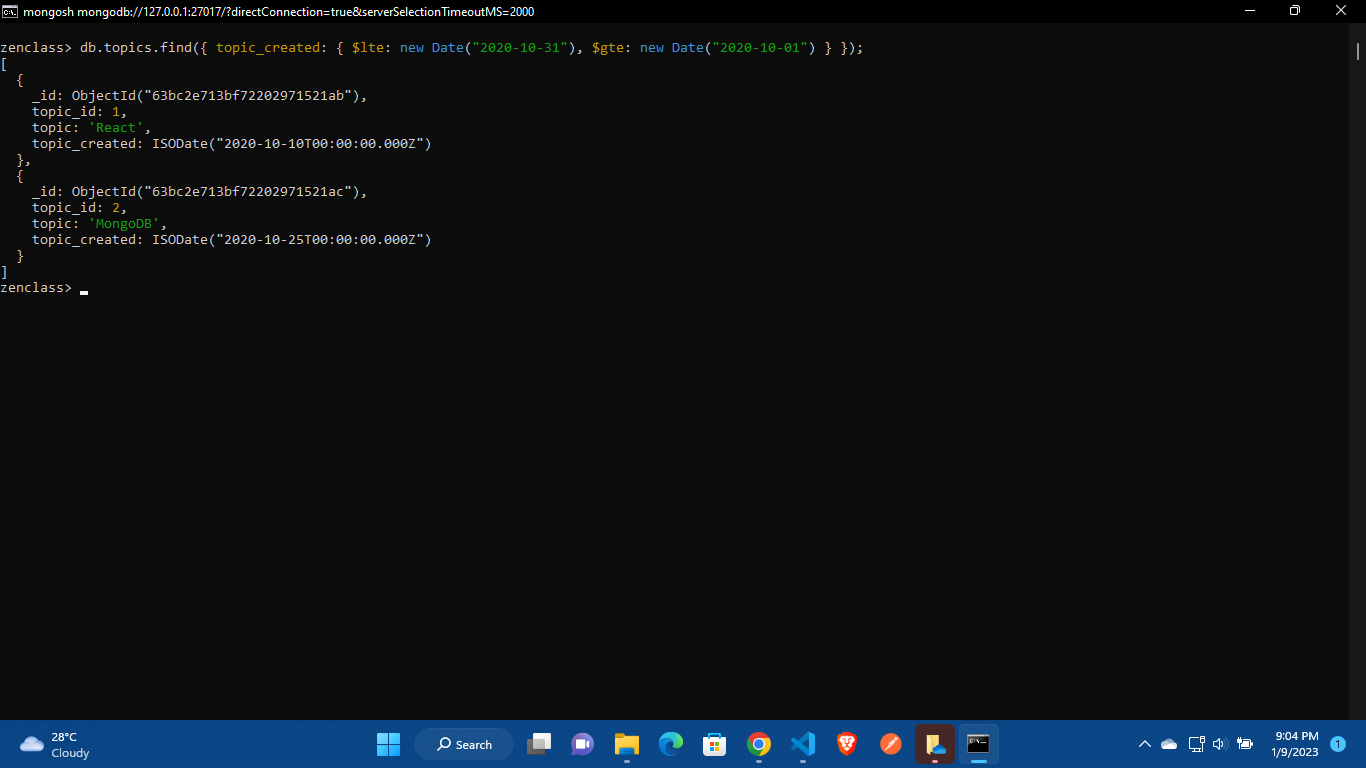 mongosh mongodb://127.0.0.1:27017/?directConnection=true&serverSelectionTimeoutMS=2000
zenclass> db.topics.find({ topic_created: { $lte: new Date("2020-10-31"), $gte: new Date("2020-10-01") } });
[
  {
    _id: ObjectId("63bc2e713bf72202971521ab"),
    topic_id: 1,
    topic: 'React',
    topic_created: ISODate("2020-10-10T00:00:00.000Z")
  },
  {
    _id: ObjectId("63bc2e713bf72202971521ac"),
    topic_id: 2,
    topic: 'MongoDB',
    topic_created: ISODate("2020-10-25T00:00:00.000Z")
  }
]
zenclass>
28°C
Cloudy
Search
9:04 PM
1/9/2023
1